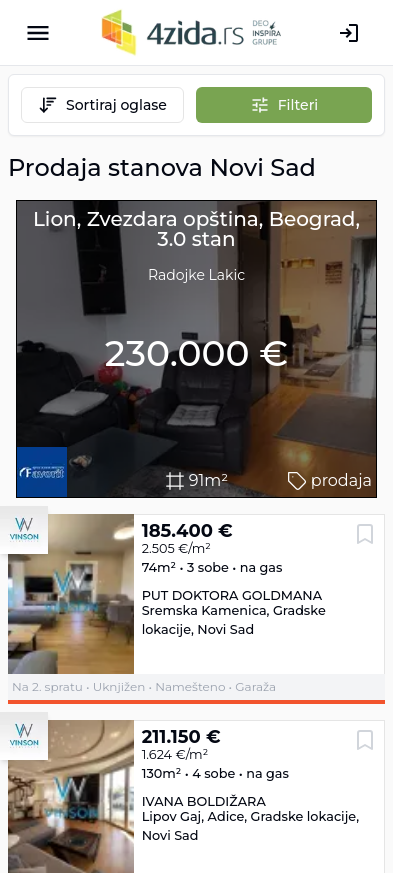 4zida.rs
DEO
INSPIRA
GRUPE
Sortiraj oglase
Filteri
Prodaja stanova Novi Sad
Lion, Zvezdara opština, Beograd,
3.0 stan
Radojke Lakic
230.000 €
Favorit
91m²
prodaja
VINSON
185.400 €
2.505 €/m²
74m² • 3 sobe • na gas
PUT DOKTORA GOLDMANA
Sremska Kamenica, Gradske
lokacije, Novi Sad
VINSON
Na 2. spratu • Uknjižen • Namešteno • Garaža
VINSON
211.150 €
1.624 €/m²
130m² • 4 sobe • na gas
IVANA BOLDIŽARA
Lipov Gaj, Adice, Gradske lokacije,
Novi Sad
VINSON